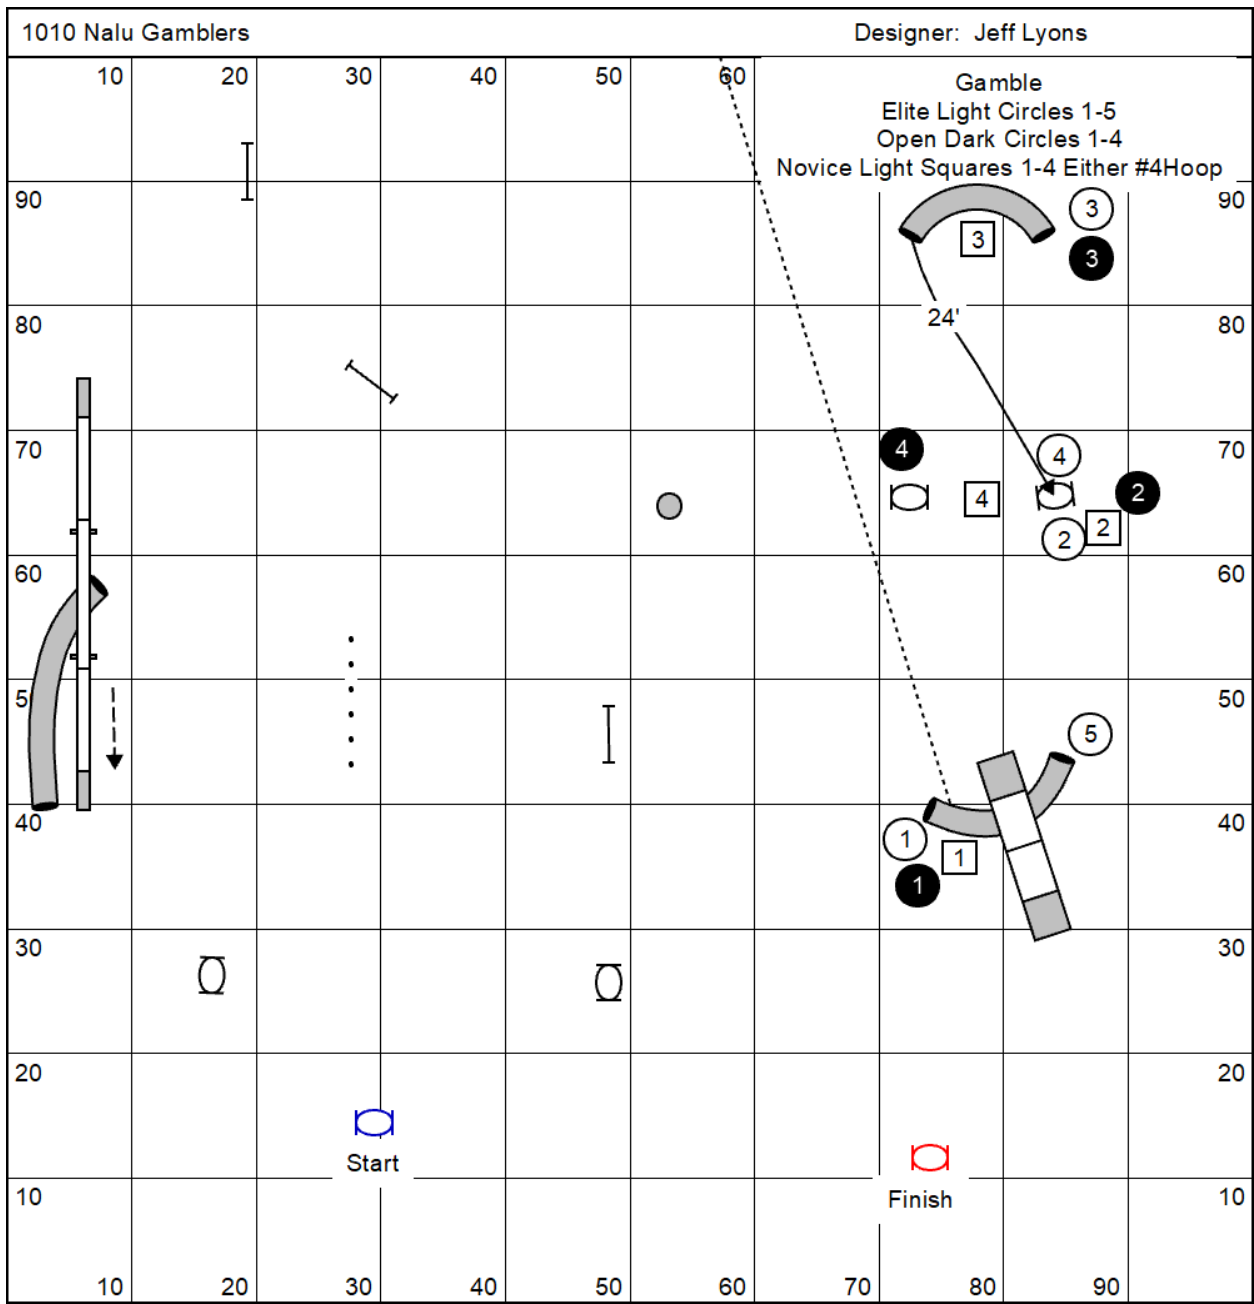 1010 Nalu Gamblers
Designer: Jeff Lyons
10 20 30 40 50 60
Gamble
Elite Light Circles 1-5
Open Dark Circles 1-4
Novice Light Squares 1-4 Either #4Hoop
90 90
3
3
3
80 24' 80
70 70
4 4
4 2
2 2
60 60
50 50
5
40 40
1
1
1
30 30
20 20
Start
Finish
10 10
10 20 30 40 50 60 70 80 90